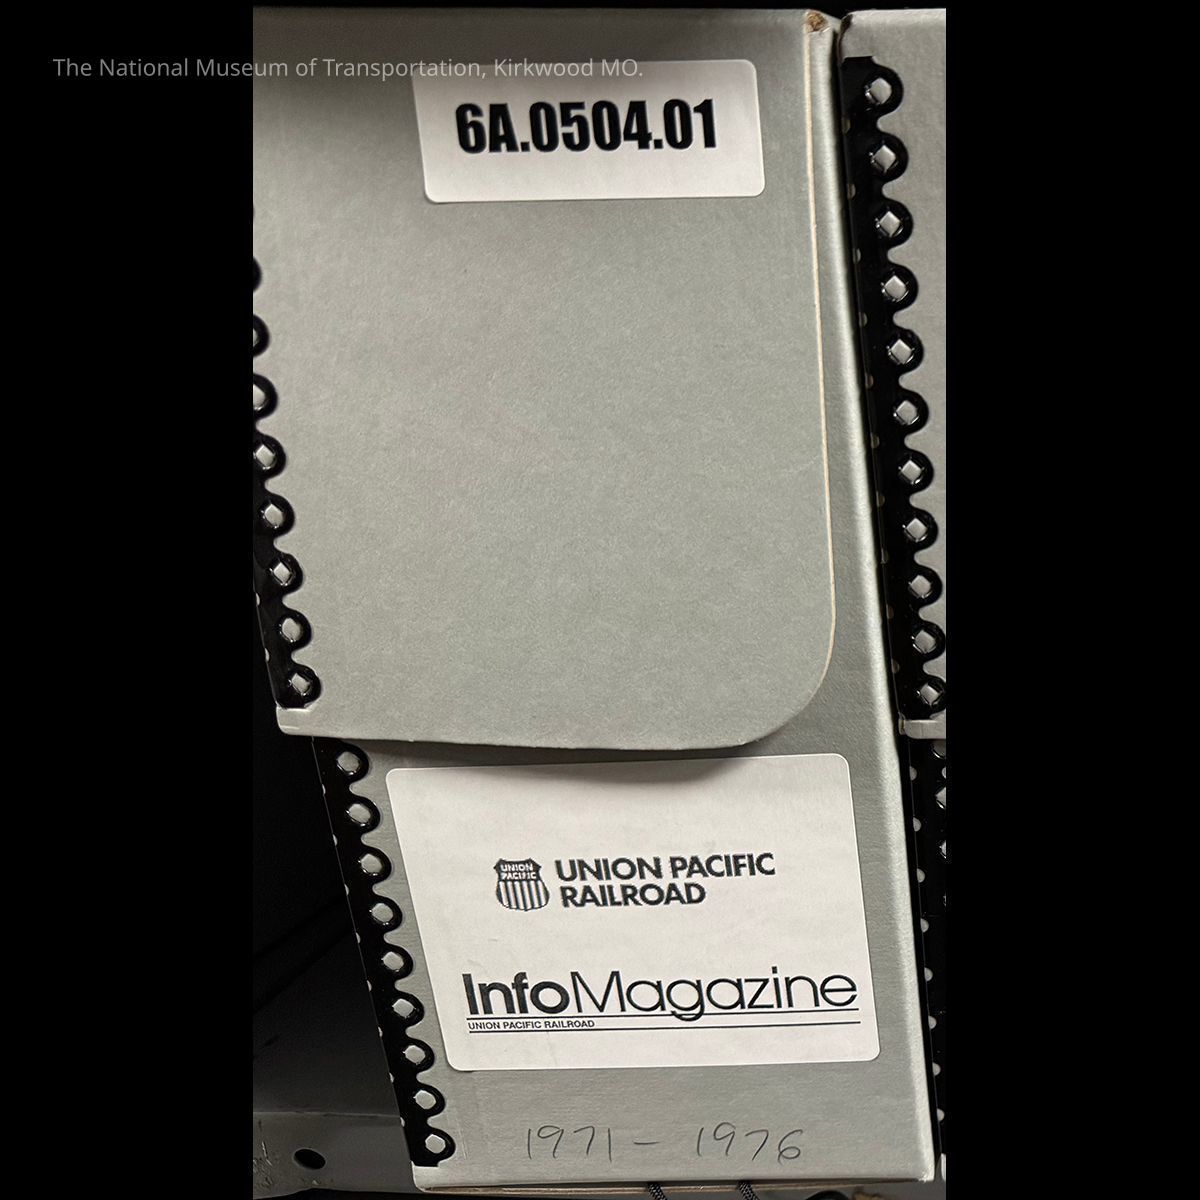 The National Museum of Transportation, Kirkwood MO.
6A.0504.01
UNION
PACIFIC
UNION PACIFIC
RAILROAD
InfoMagazine
UNION PACIFIC RAILROAD
1971 - 1976